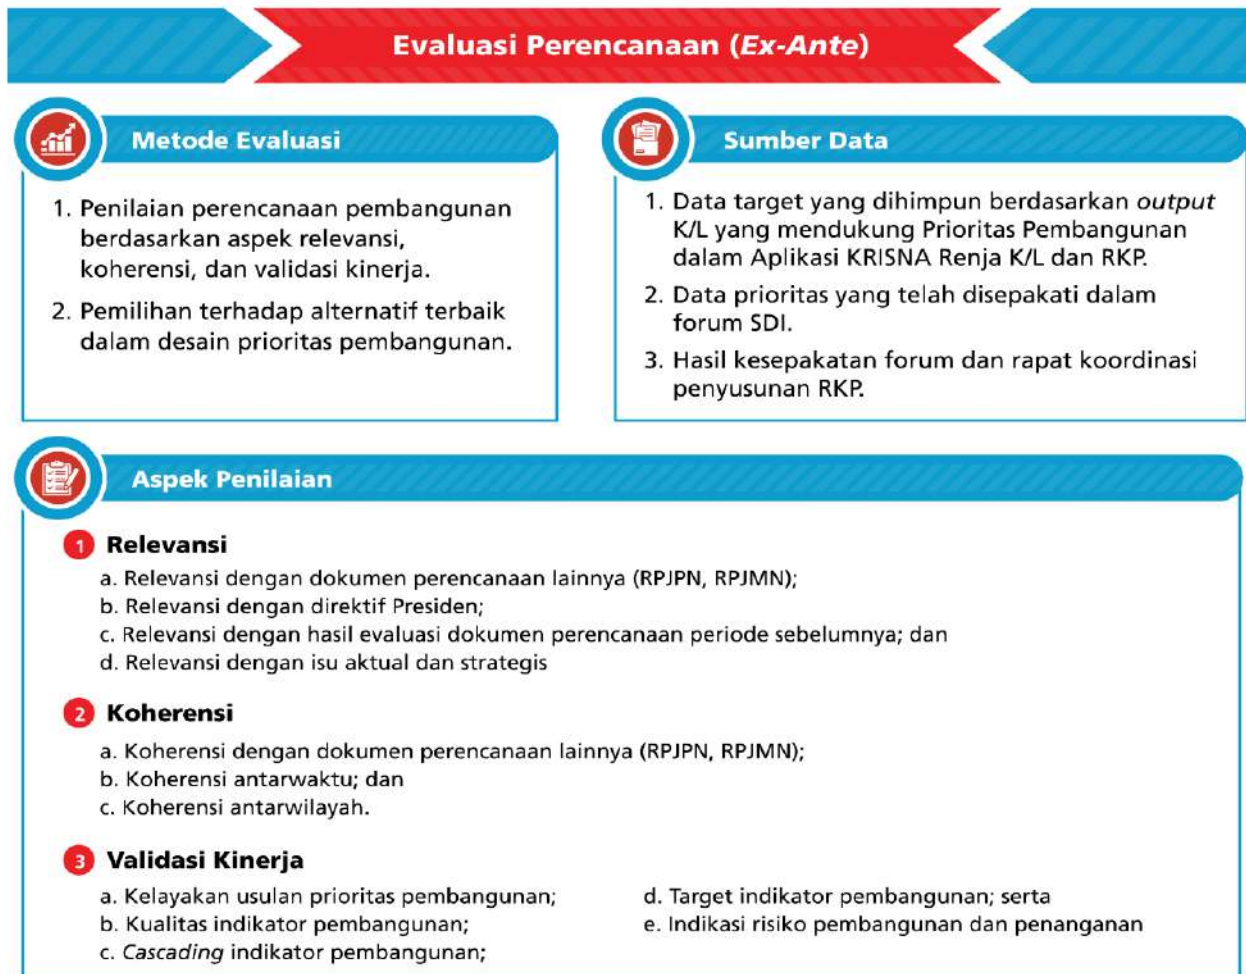 Evaluasi Perencanaan (Ex-Ante)
Metode Evaluasi
1. Penilaian perencanaan pembangunan
berdasarkan aspek relevansi,
koherensi, dan validasi kinerja.
2. Pemilihan terhadap alternatif terbaik
dalam desain prioritas pembangunan.
Sumber Data
1. Data target yang dihimpun berdasarkan output
K/L yang mendukung Prioritas Pembangunan
dalam Aplikasi KRISNA Renja K/L dan RKP.
2. Data prioritas yang telah disepakati dalam
forum SDI.
3. Hasil kesepakatan forum dan rapat koordinasi
penyusunan RKP.
Aspek Penilaian
1 Relevansi
a. Relevansi dengan dokumen perencanaan lainnya (RPJPN, RPJMN);
b. Relevansi dengan direktif Presiden;
c. Relevansi dengan hasil evaluasi dokumen perencanaan periode sebelumnya; dan
d. Relevansi dengan isu aktual dan strategis
2 Koherensi
a. Koherensi dengan dokumen perencanaan lainnya (RPJPN, RPJMN);
b. Koherensi antarwaktu; dan
c. Koherensi antarwilayah.
3 Validasi Kinerja
a. Kelayakan usulan prioritas pembangunan;
b. Kualitas indikator pembangunan;
c. Cascading indikator pembangunan;
d. Target indikator pembangunan; serta
e. Indikasi risiko pembangunan dan penanganan